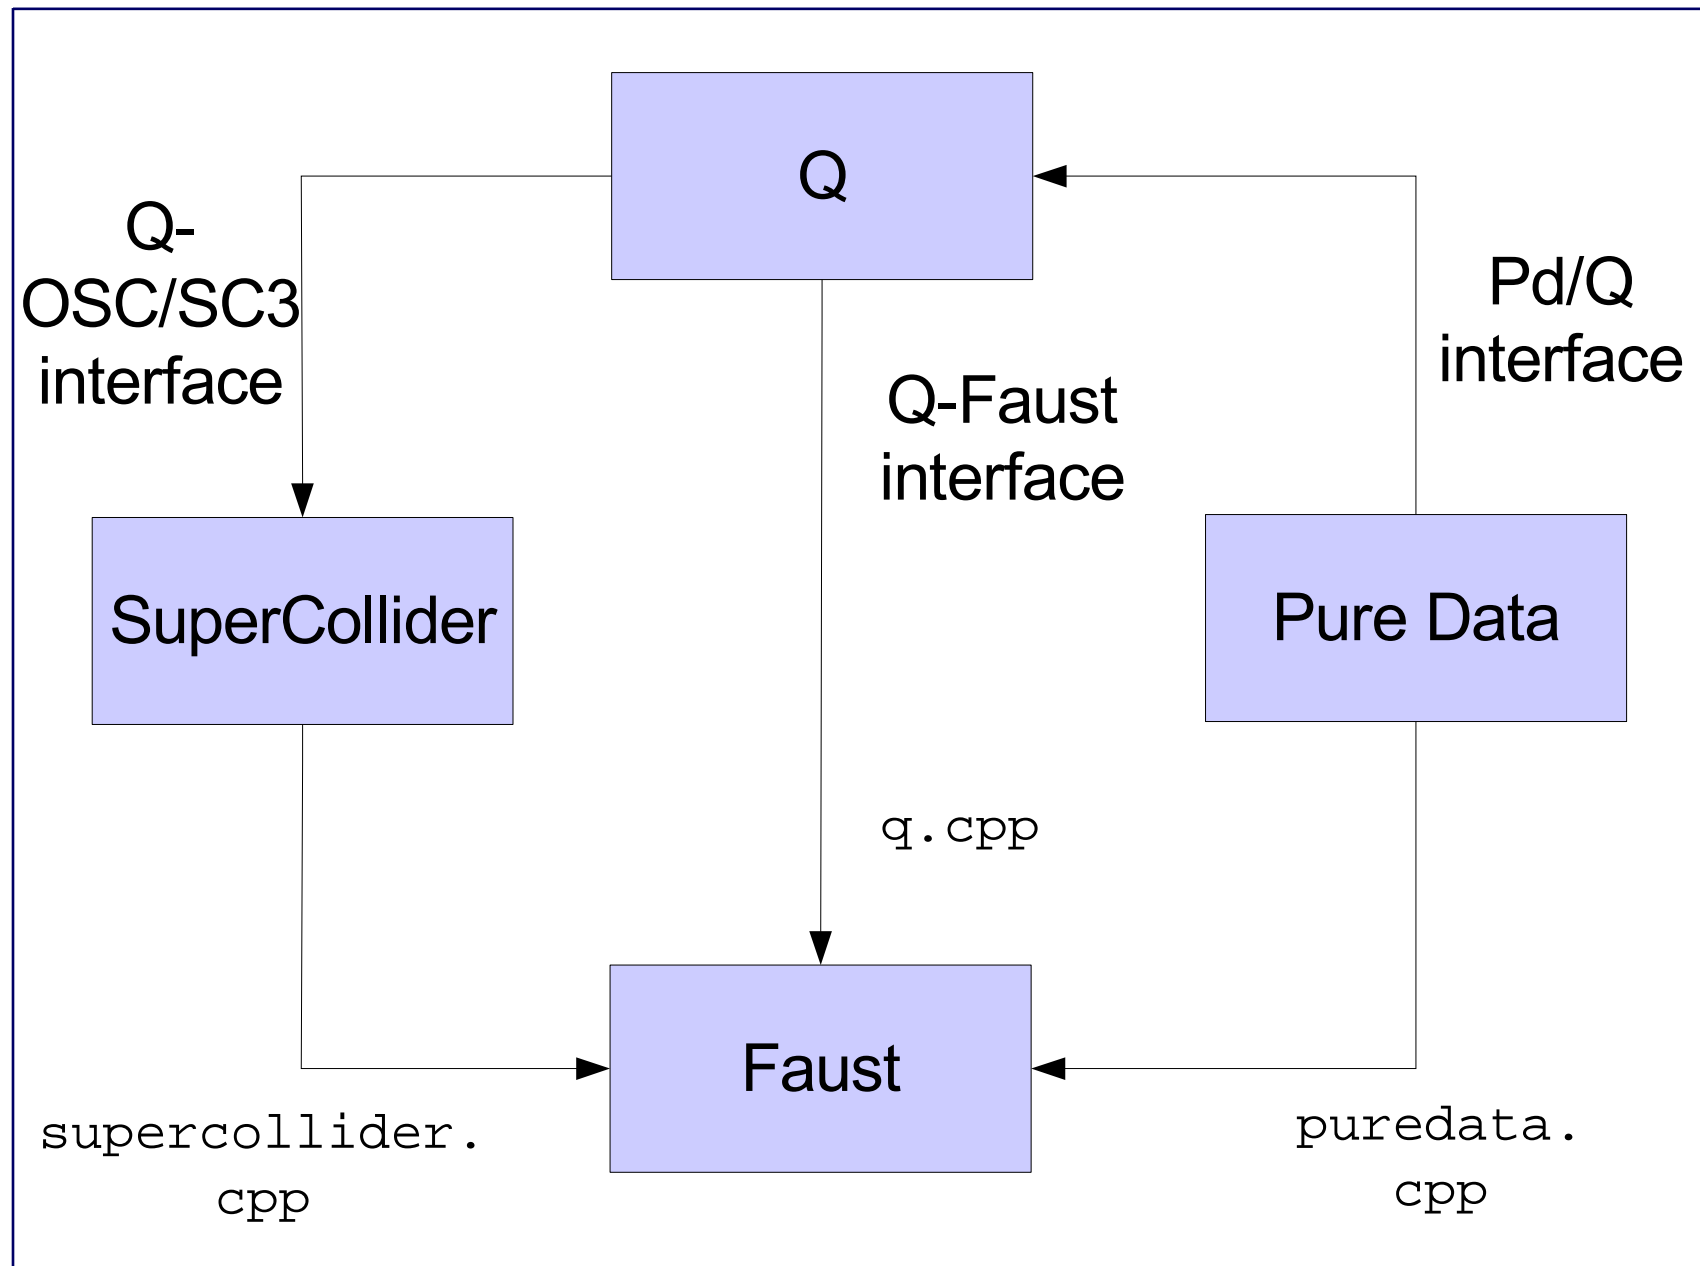 Q
Q-
OSC/SC3
interface
Pd/Q
interface
Q-Faust
interface
SuperCollider
Pure Data
q.cpp
Faust
supercollider.
cpp
puredata.
cpp